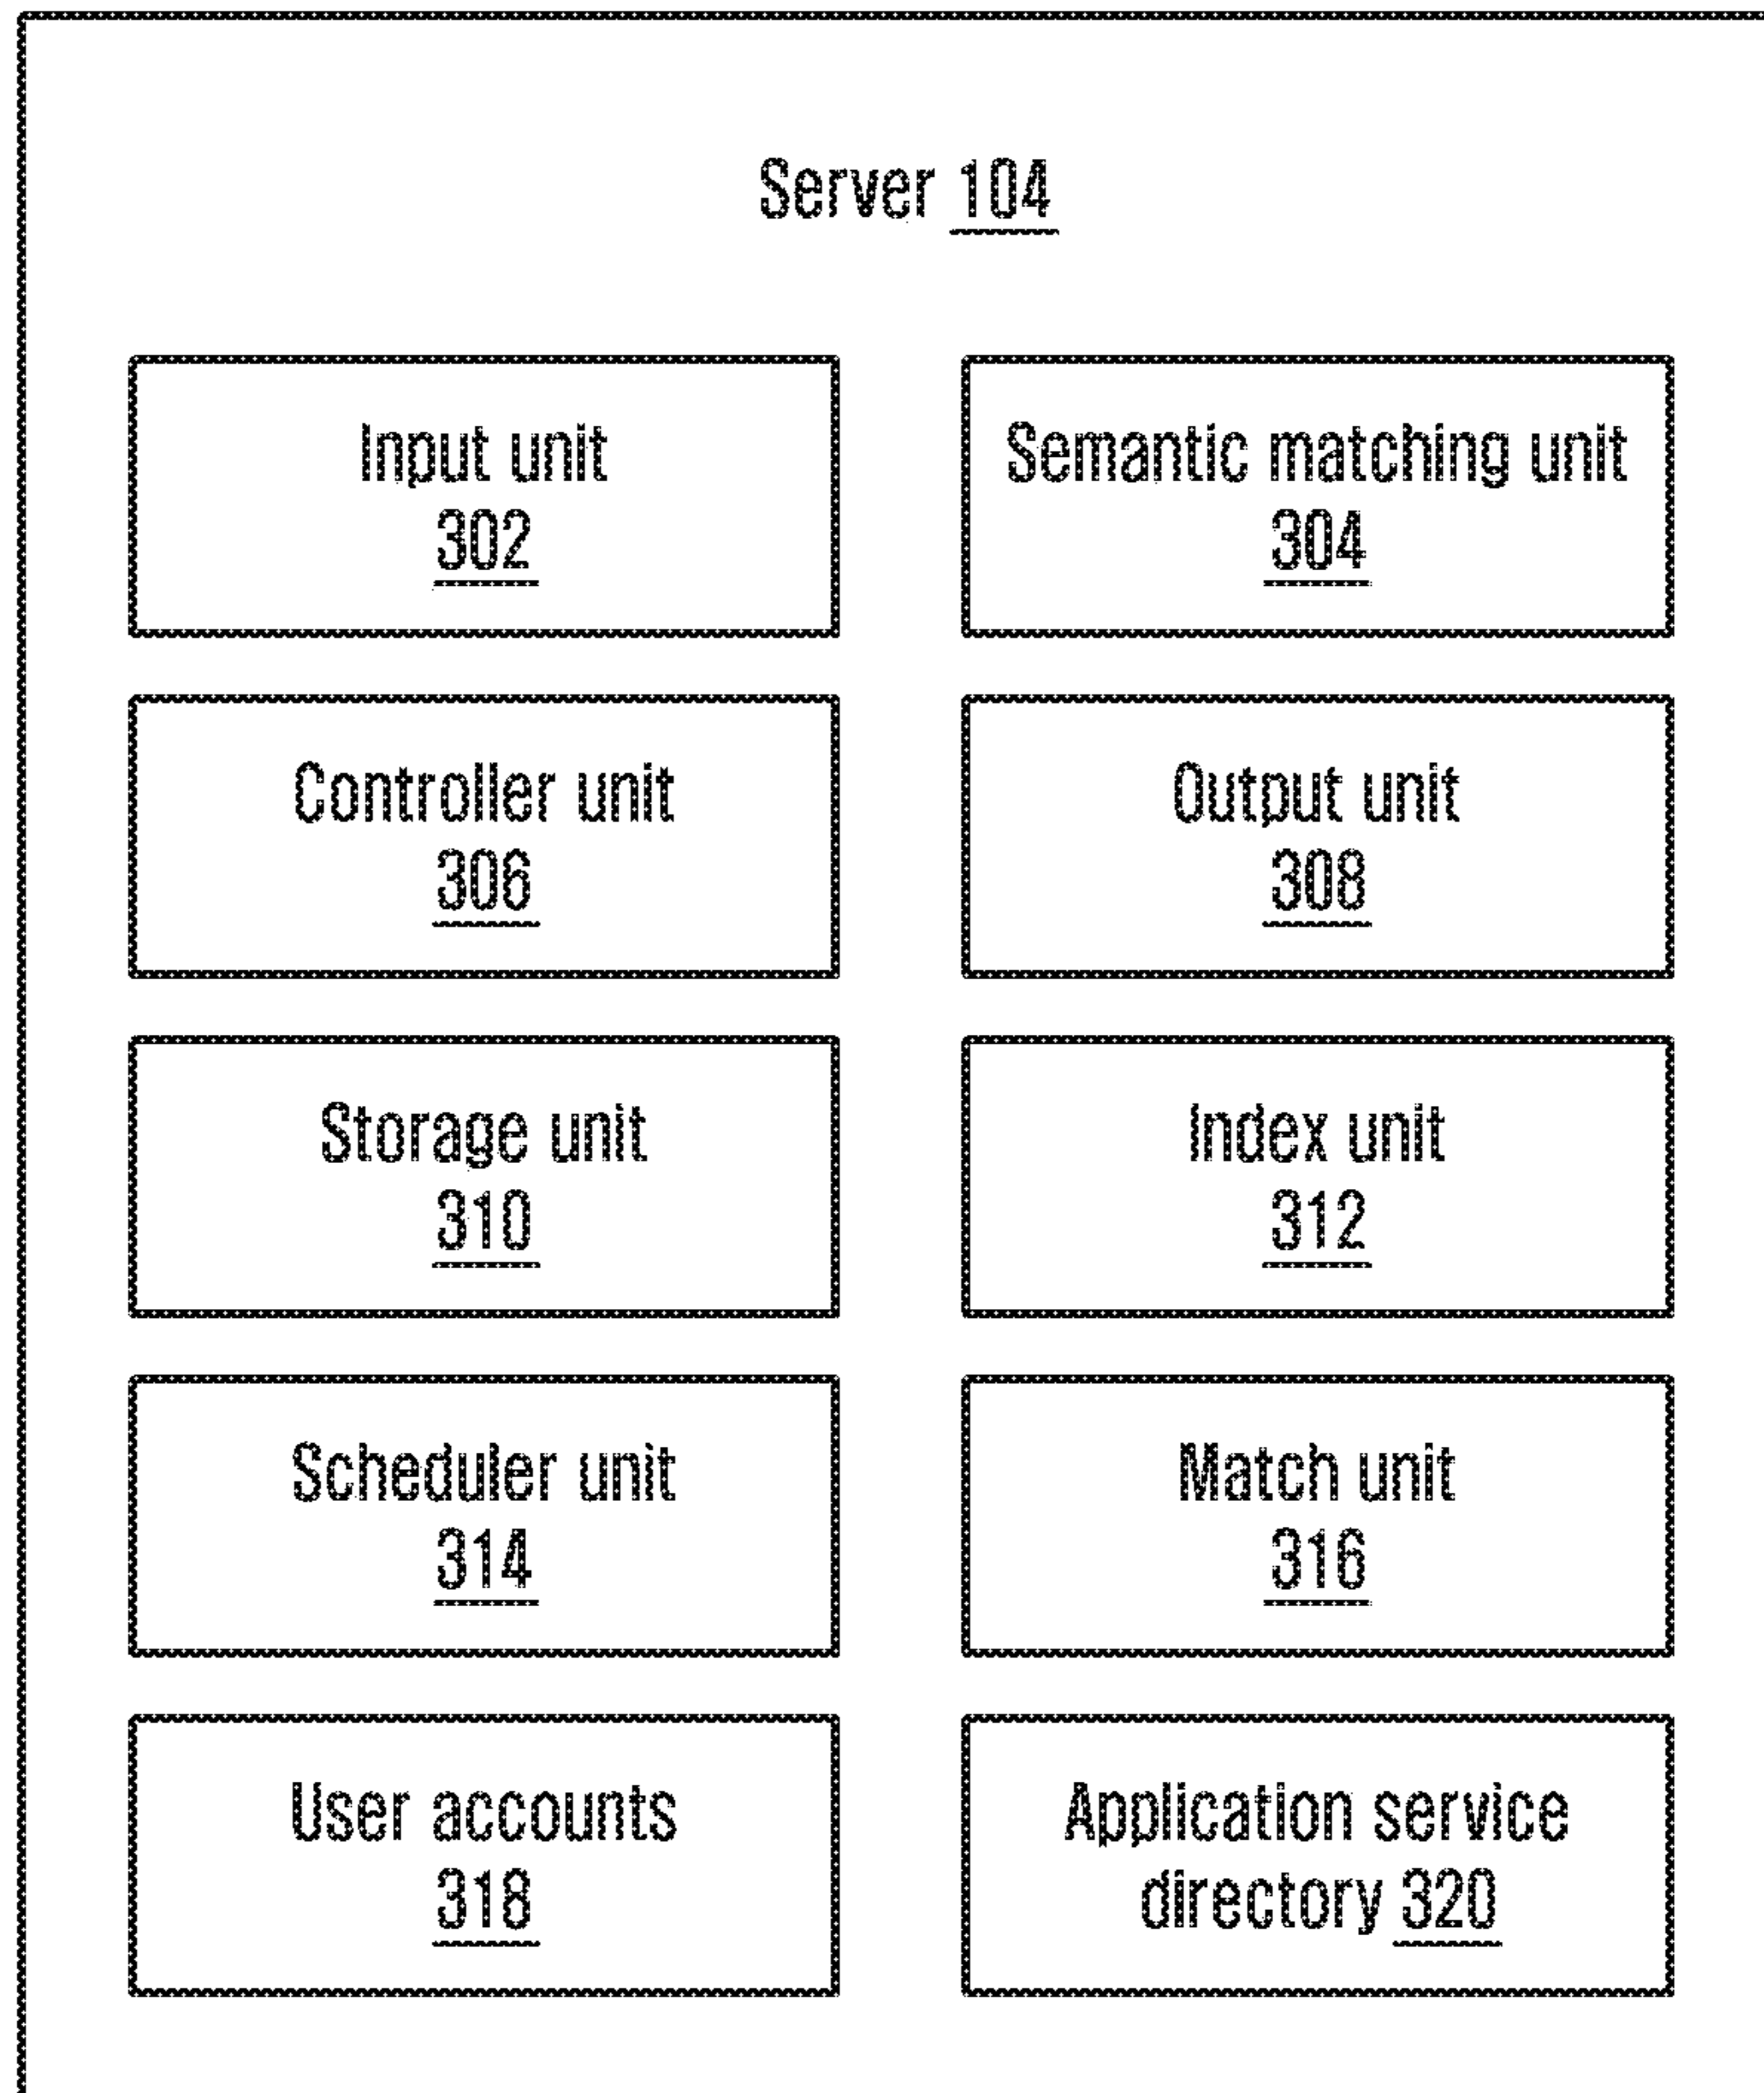 Server 104
Input unit
302
Semantic matching unit
304
Controller unit
306
Output unit
308
Storage unit
310
Index unit
312
Scheduler unit
314
Match unit
316
User accounts
318
Application service
directory 320